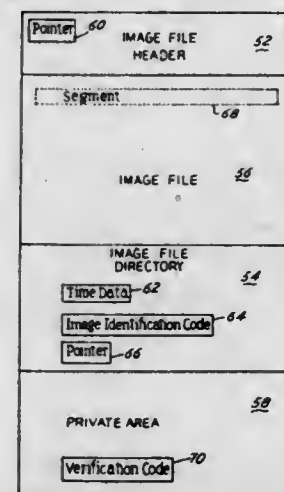 Pointer 60
IMAGE FILE 52
HEADER
Segment
68
IMAGE FILE 56
IMAGE FILE 54
DIRECTORY
Time Data 62
Image Identification Code 64
Pointer 66
58
PRIVATE AREA
Verification Code 70